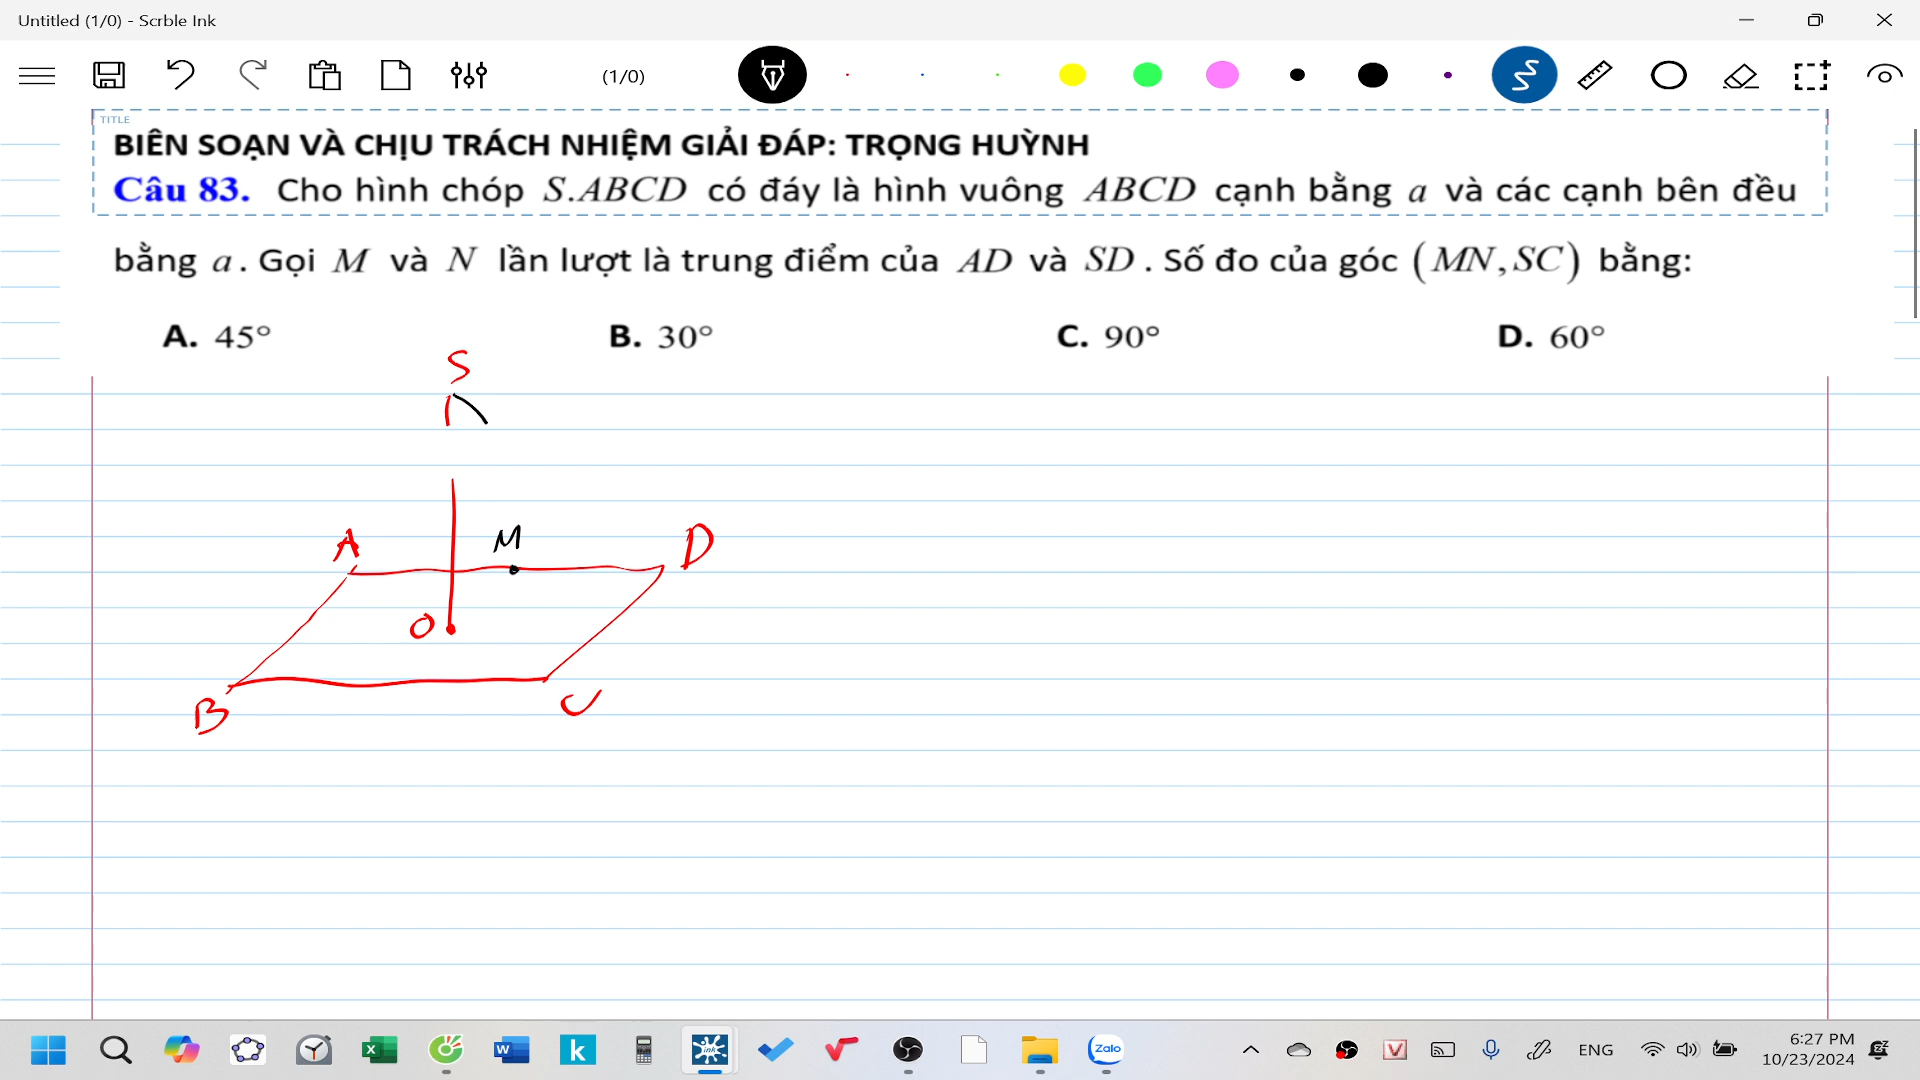 Untitled (1/0) - Scrble Ink
(1/0)
TITLE
BIÊN SOẠN VÀ CHỊU TRÁCH NHIỆM GIẢI ĐÁP: TRỌNG HUỲNH
Câu 83. Cho hình chóp S.ABCD có đáy là hình vuông ABCD cạnh bằng a và các cạnh bên đều
bằng a. Gọi M và N lần lượt là trung điểm của AD và SD. Số đo của góc (MN,SC) bằng:
A. 45° B. 30° C. 90° D. 60°
S
A M D
O
B C
ink
Zalo
ENG
6:27 PM
10/23/2024